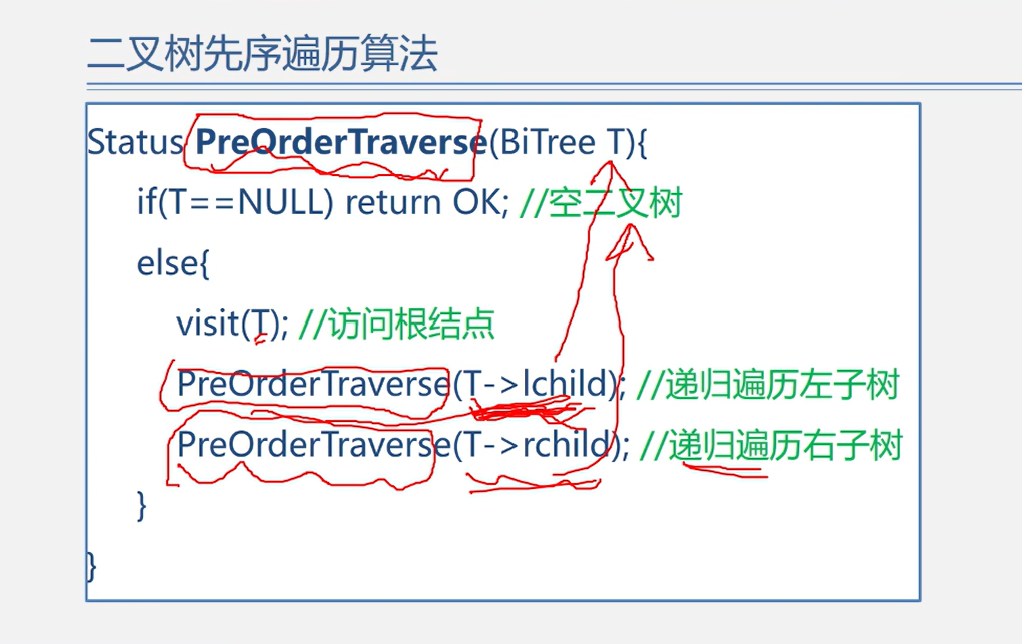 二叉树先序遍历算法
Status PreOrderTraverse(BiTree T){
if(T==NULL) return OK; //空二叉树
else{
visit(T); //访问根结点
PreOrderTraverse(T->lchild); //递归遍历左子树
PreOrderTraverse(T->rchild); //递归遍历右子树
}
}